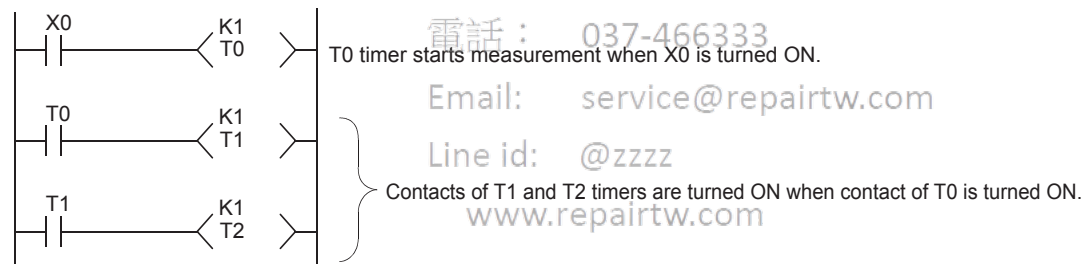 X0
K1
T0
T0 timer starts measurement when X0 is turned ON.
電話： 037-466333
Email: service@repairtw.com
T0
K1
T1
Line id: @zzzz
Contacts of T1 and T2 timers are turned ON when contact of T0 is turned ON.
T1
K1
T2
www.repairtw.com